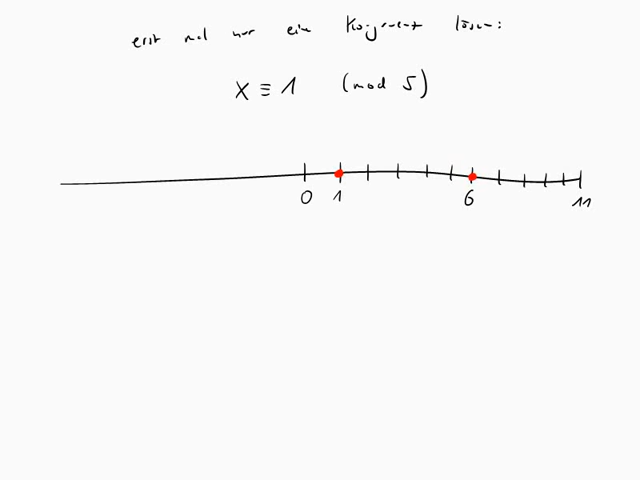 erst mal nur eine Kongruenz lösen:
X ≡ 1 (mod 5)
0 1 6 11